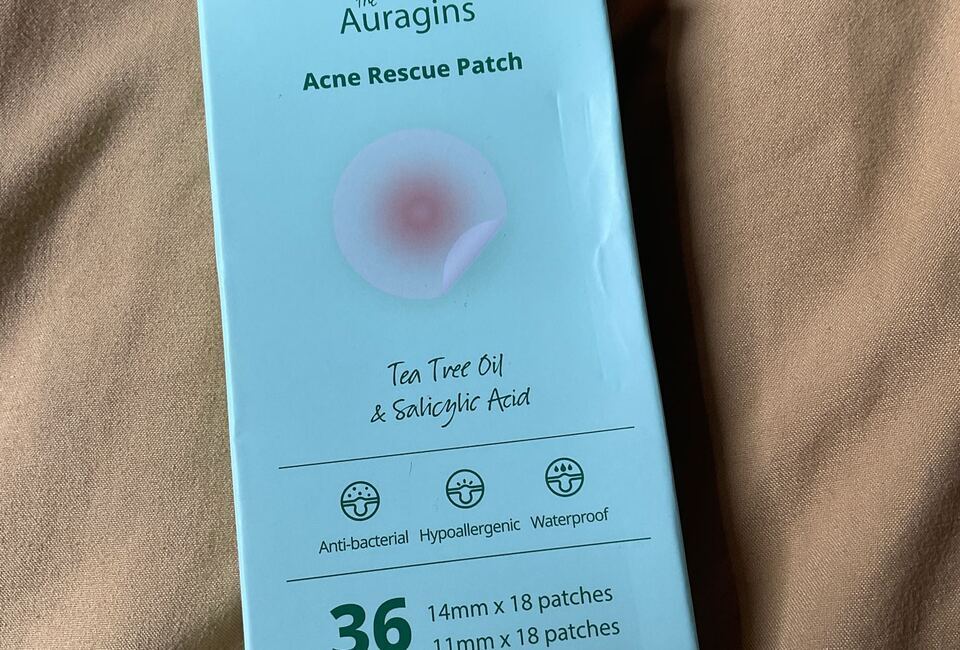 The
Auragins
Acne Rescue Patch
Tea Tree Oil
& Salicylic Acid
Anti-bacterial Hypoallergenic Waterproof
36
14mm x 18 patches
11mm x 18 patches